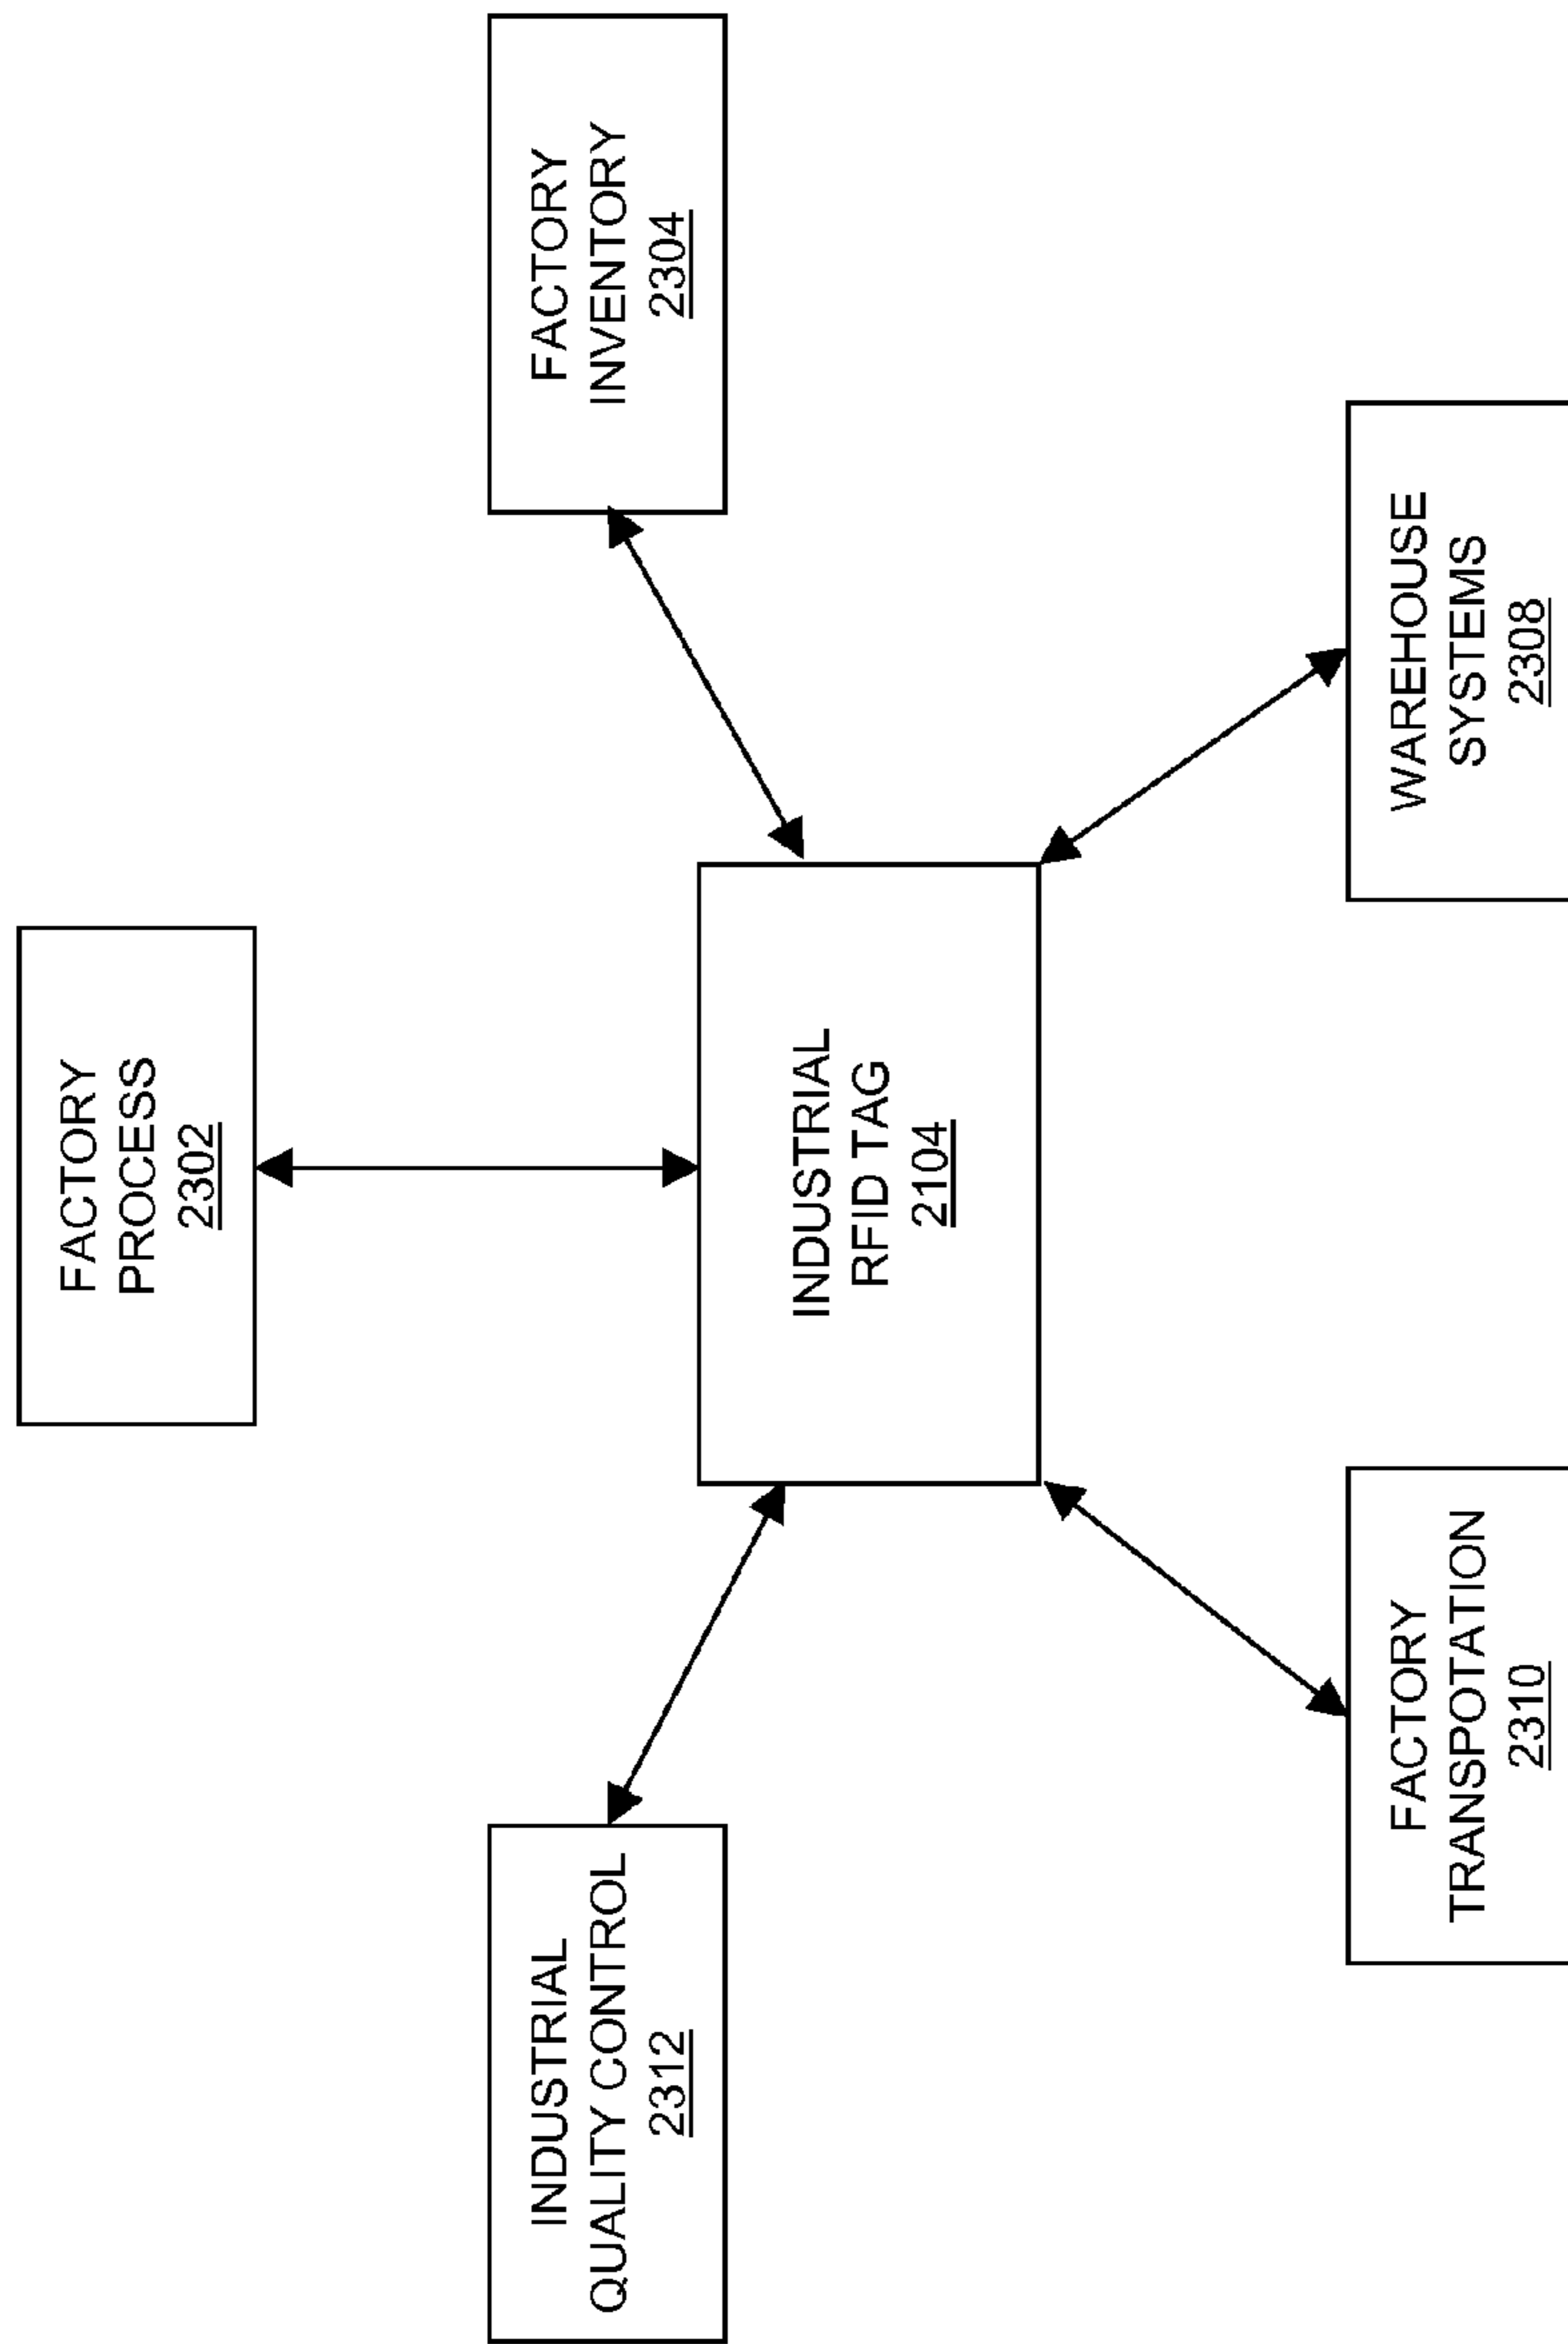 FACTORY
PROCESS
2302
INDUSTRIAL
QUALITY CONTROL
2312
FACTORY
INVENTORY
2304
INDUSTRIAL
RFID TAG
2104
FACTORY
TRANSPOTATION
2310
WAREHOUSE
SYSTEMS
2308